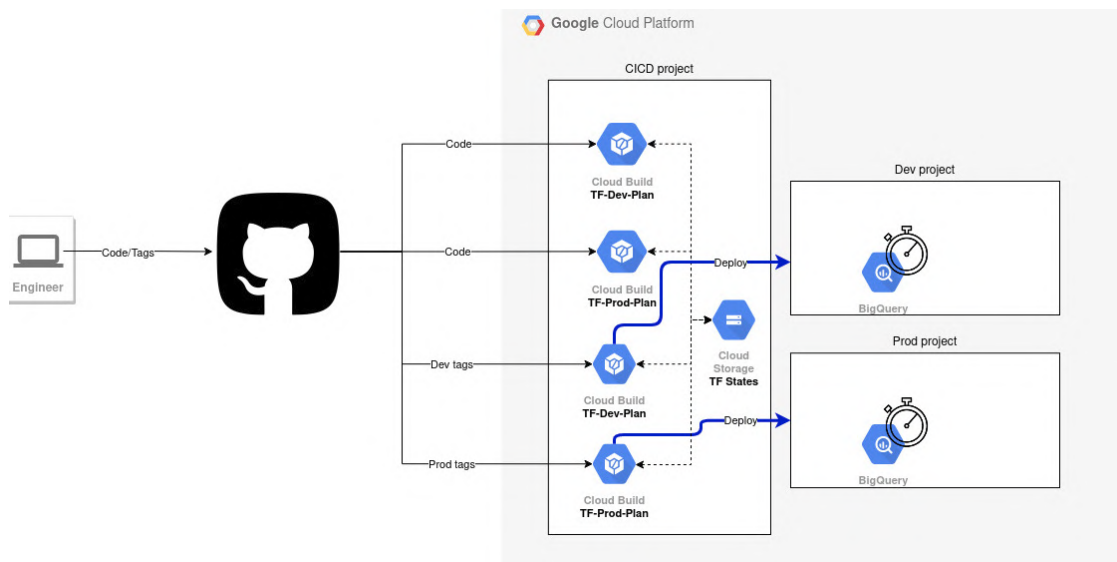 Google Cloud Platform
CICD project
Code
Cloud Build
TF-Dev-Plan
Dev project
Code/Tags
Engineer
Code
Cloud Build
TF-Prod-Plan
Deploy
BigQuery
Dev tags
Cloud Build
TF-Dev-Plan
Cloud
Storage
TF States
Prod project
Deploy
Prod tags
Cloud Build
TF-Prod-Plan
BigQuery